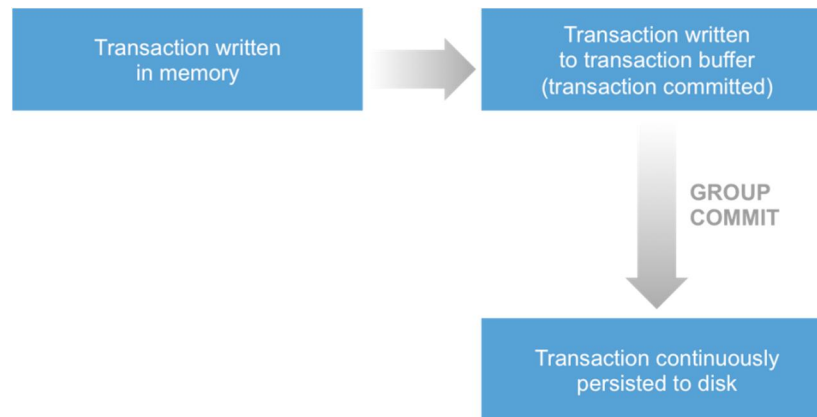 Transaction written
in memory
Transaction written
to transaction buffer
(transaction committed)
GROUP
COMMIT
Transaction continuously
persisted to disk